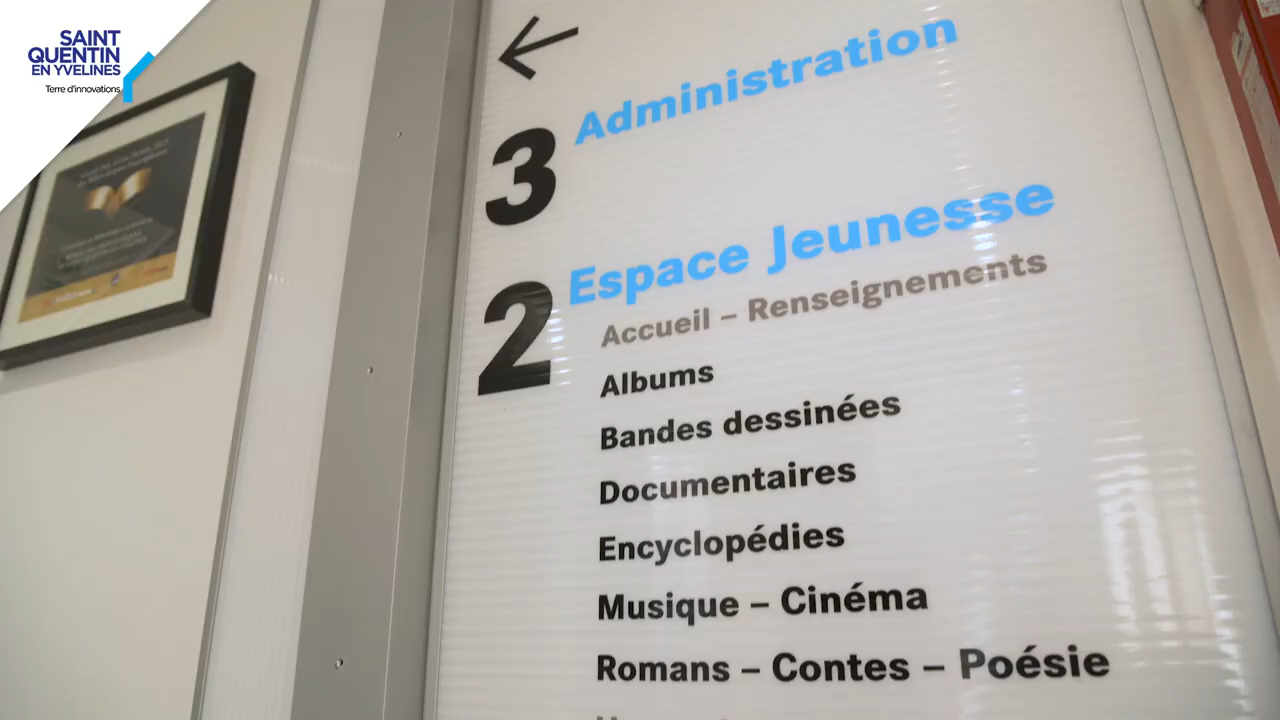 SAINT
QUENTIN
EN YVELINES
Terre d'innovations
←
Administration
3
Espace Jeunesse
2
Accueil – Renseignements
Albums
Bandes dessinées
Documentaires
Encyclopédies
Musique – Cinéma
Romans – Contes – Poésie